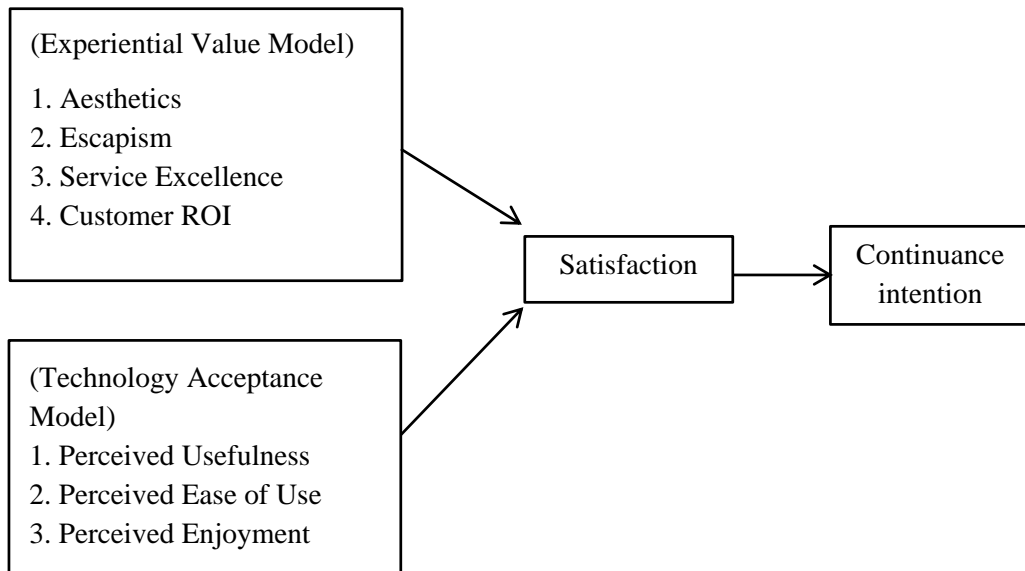 (Experiential Value Model)
1. Aesthetics
2. Escapism
3. Service Excellence
4. Customer ROI
Satisfaction
Continuance
intention
(Technology Acceptance
Model)
1. Perceived Usefulness
2. Perceived Ease of Use
3. Perceived Enjoyment